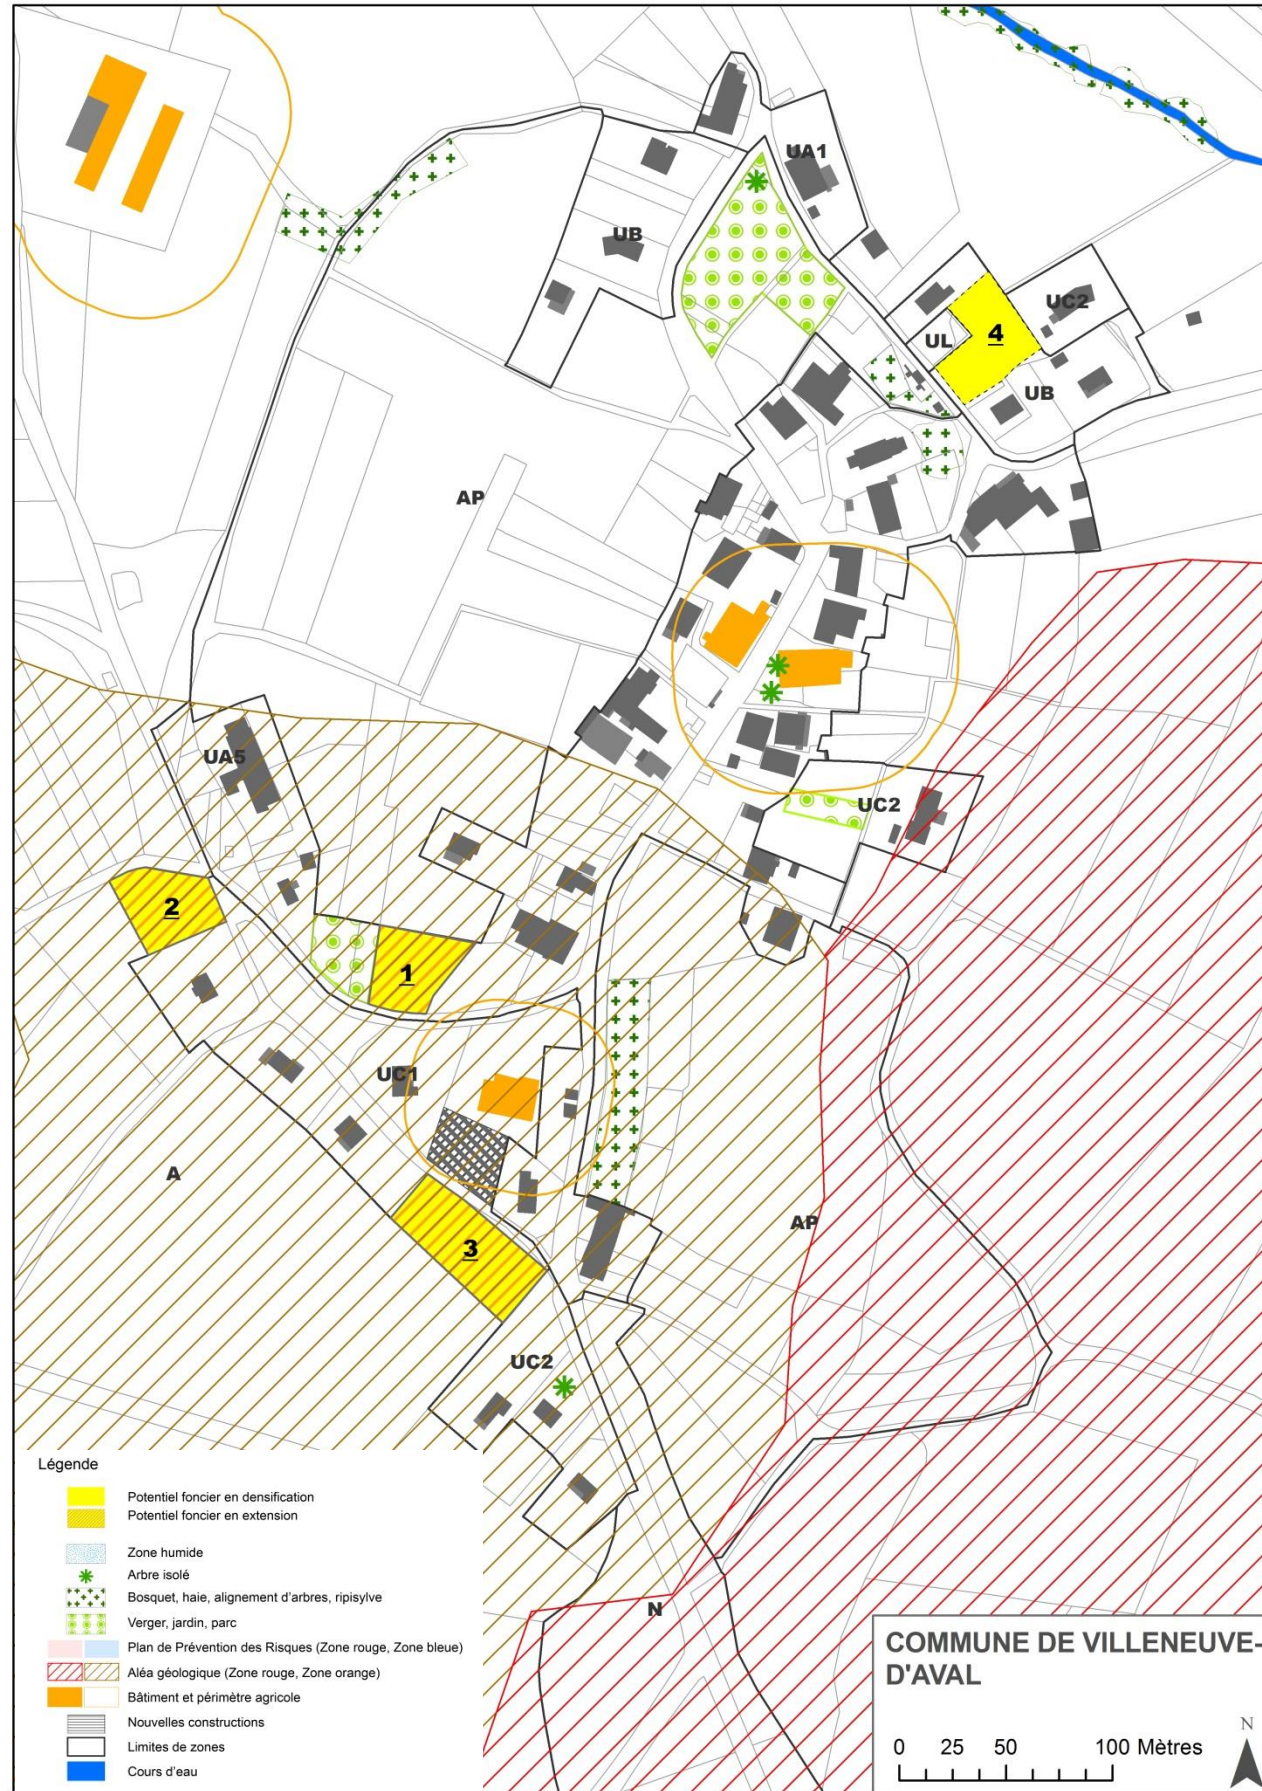 UA1
UB
UC2
UL
4
UB
AP
UA5
UC2
2
1
UC1
A
AP
3
UC2
N
Légende
Potentiel foncier en densification
Potentiel foncier en extension
Zone humide
Arbre isolé
Bosquet, haie, alignement d'arbres, ripisylve
Verger, jardin, parc
Plan de Prévention des Risques (Zone rouge, Zone bleue)
Aléa géologique (Zone rouge, Zone orange)
Bâtiment et périmètre agricole
Nouvelles constructions
Limites de zones
Cours d'eau
COMMUNE DE VILLENEUVE-
D'AVAL
N
0 25 50 100 Mètres